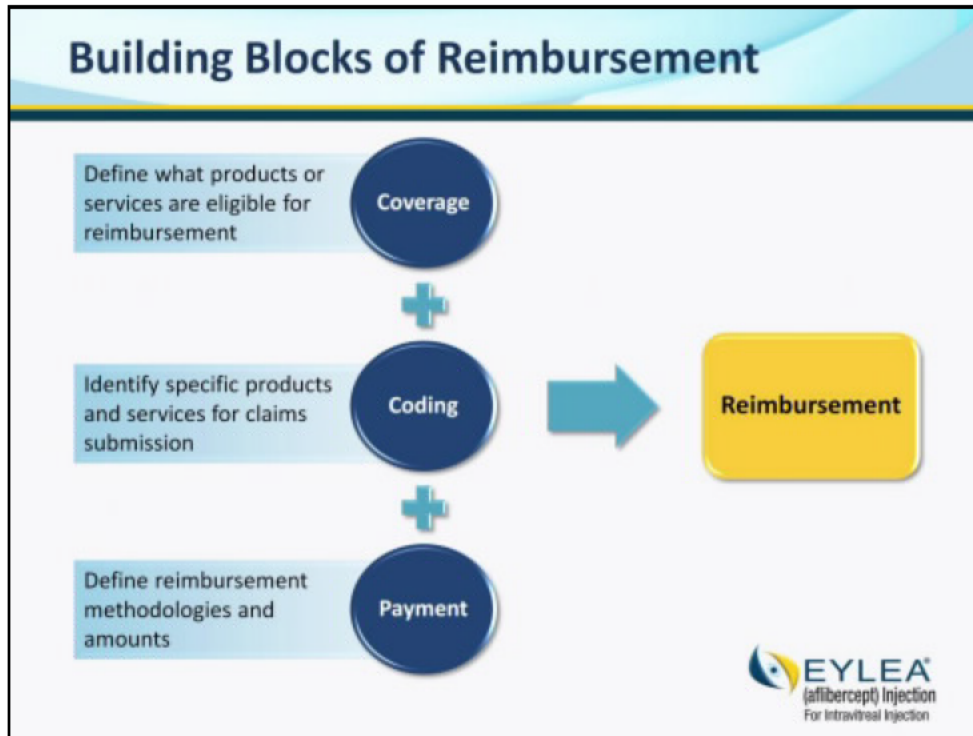 Building Blocks of Reimbursement
Define what products or
services are eligible for
reimbursement
Coverage
Identify specific products
and services for claims
submission
Coding
Reimbursement
Define reimbursement
methodologies and
amounts
Payment
EYLEA®
(aflibercept) Injection
For Intravitreal Injection